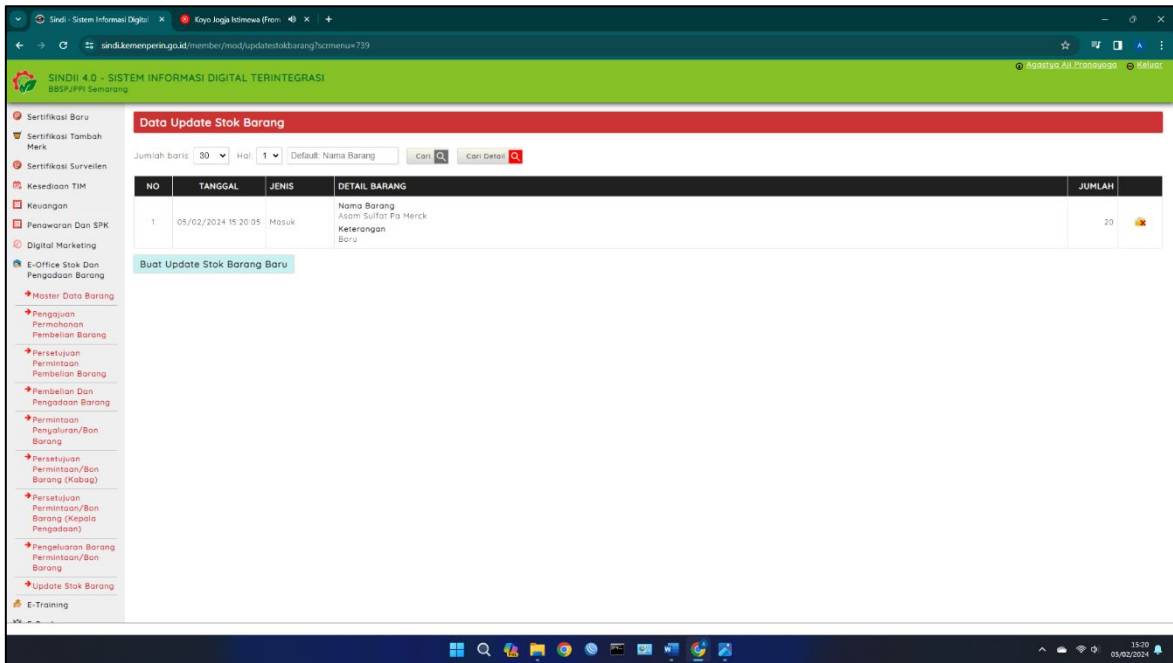 Sindi - Sistem Informasi Digital
Koyo Jogja Istimewa (From
sindi.kemenperin.go.id/member/mod/updatestokbarang?scrmenu=739
SINDII 4.0 - SISTEM INFORMASI DIGITAL TERINTEGRASI
BBSPJPPI Semarang
Agastya Aji Pranayoga
Keluar
Sertifikasi Baru
Sertifikasi Tambah
Merk
Sertifikasi Surveilen
Kesediaan TIM
Keuangan
Penawaran Dan SPK
Digital Marketing
E-Office Stok Dan
Pengadaan Barang
Master Data Barang
Pengajuan
Permohonan
Pembelian Barang
Persetujuan
Permintaan
Pembelian Barang
Pembelian Dan
Pengadaan Barang
Permintaan
Penyaluran/Bon
Barang
Persetujuan
Permintaan/Bon
Barang (Kabag)
Persetujuan
Permintaan/Bon
Barang (Kepala
Pengadaan)
Pengeluaran Barang
Permintaan/Bon
Barang
Update Stok Barang
E-Training
Data Update Stok Barang
Jumlah baris 30 Hal 1 Default: Nama Barang Cari Cari Detail
NO TANGGAL JENIS DETAIL BARANG JUMLAH
Nama Barang
Asam Sulfat Pa Merck
1 05/02/2024 15:20:05 Masuk 20
Keterangan
Baru
Buat Update Stok Barang Baru
15:20
05/02/2024